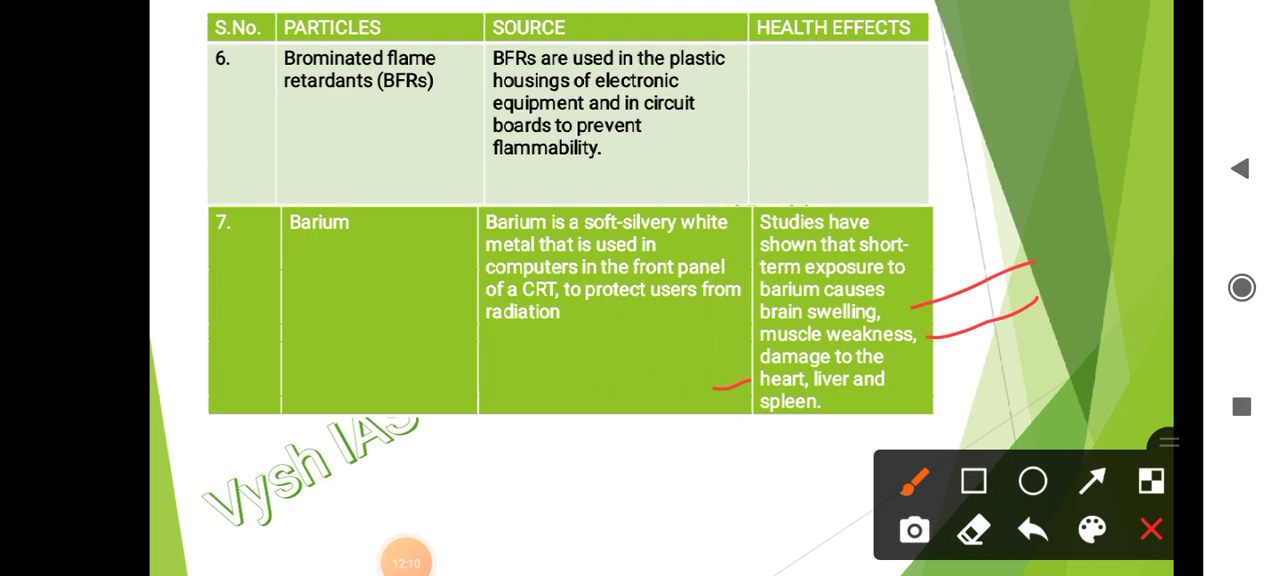 S.No. PARTICLES SOURCE HEALTH EFFECTS
6. Brominated flame retardants (BFRs)
BFRs are used in the plastic
housings of electronic
equipment and in circuit
boards to prevent
flammability.
7. Barium
Barium is a soft-silvery white
metal that is used in
computers in the front panel
of a CRT, to protect users from
radiation
Studies have
shown that short-
term exposure to
barium causes
brain swelling,
muscle weakness,
damage to the
heart, liver and
spleen.
Vysh IAS
12:10